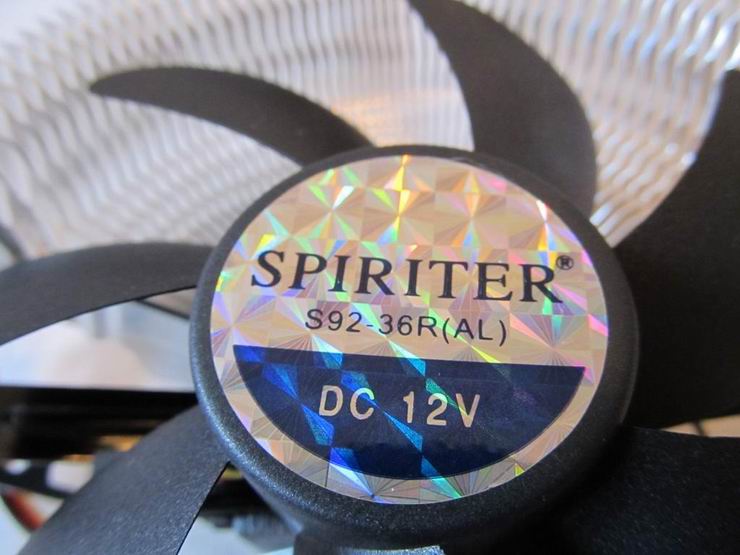 SPIRITER®
S92-36R(AL)
DC 12V